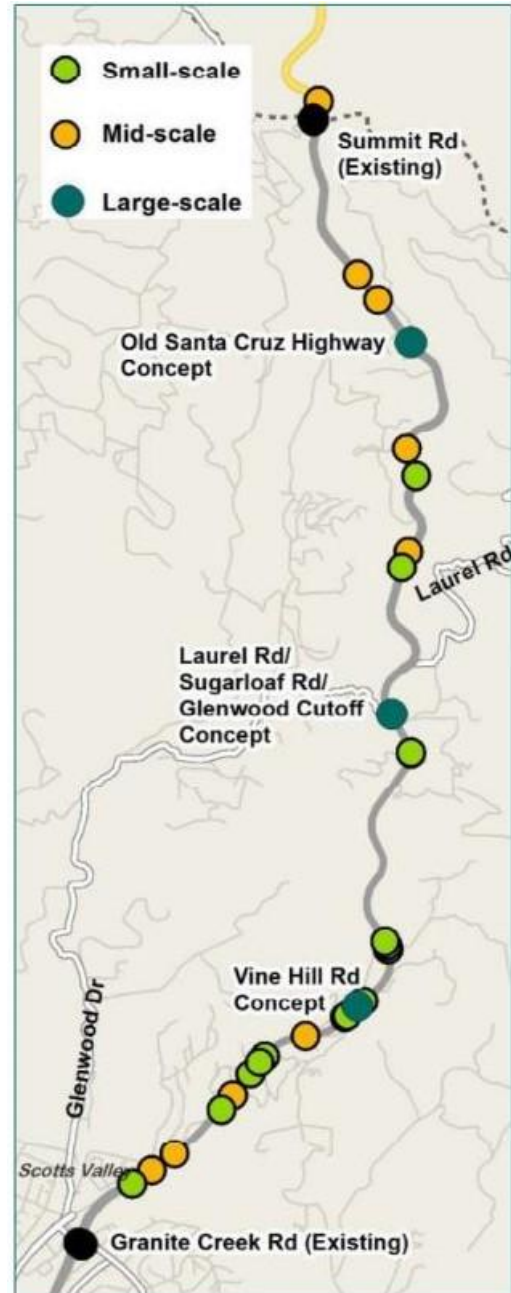 Small-scale
Mid-scale
Large-scale
Summit Rd
(Existing)
Old Santa Cruz Highway
Concept
Laurel Rd
Laurel Rd/
Sugarloaf Rd/
Glenwood Cutoff
Concept
Vine Hill Rd
Concept
Glenwood Dr
Scotts Valley
Granite Creek Rd (Existing)